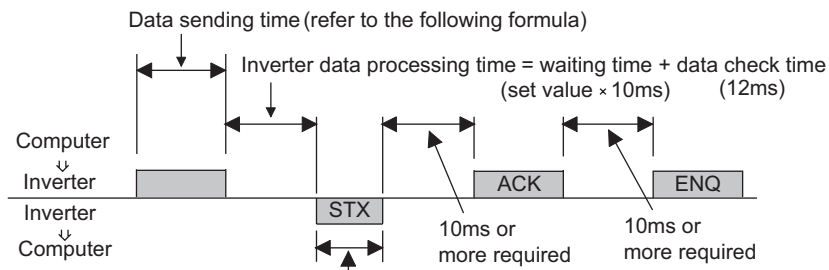 Data sending time (refer to the following formula)
Inverter data processing time = waiting time + data check time
(set value × 10ms) (12ms)
Computer
⇓
Inverter
ACK
ENQ
Inverter
⇓
Computer
STX
10ms or
more required
10ms or
more required